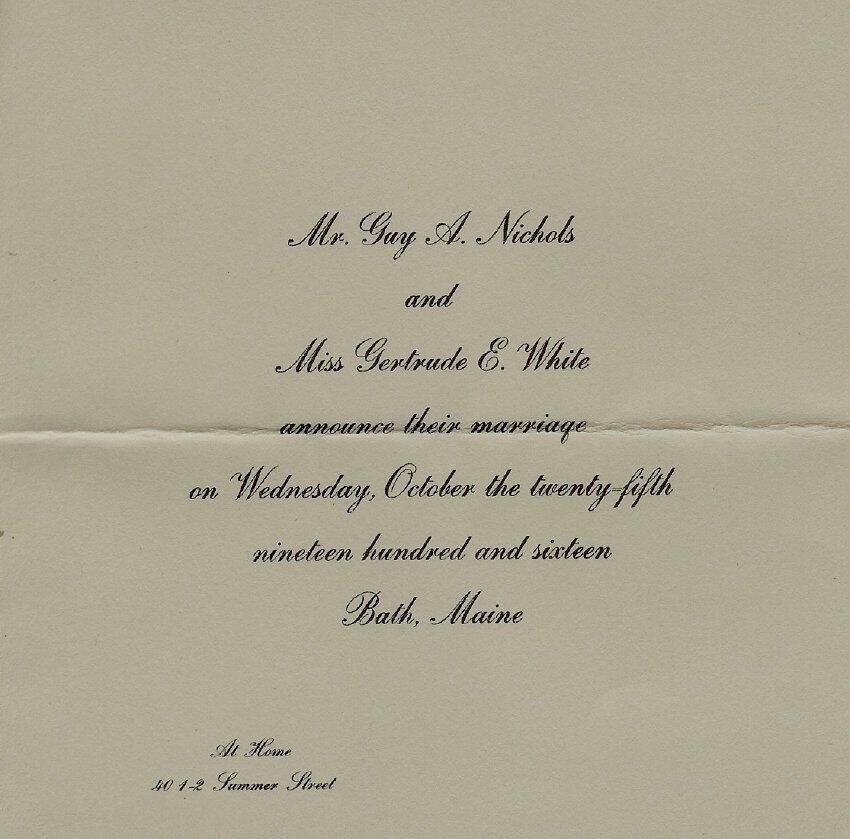 Mr. Guy A. Nichols
and
Miss Gertrude E. White
announce their marriage
on Wednesday, October the twenty-fifth
nineteen hundred and sixteen
Bath, Maine
At Home
40 1-2 Summer Street